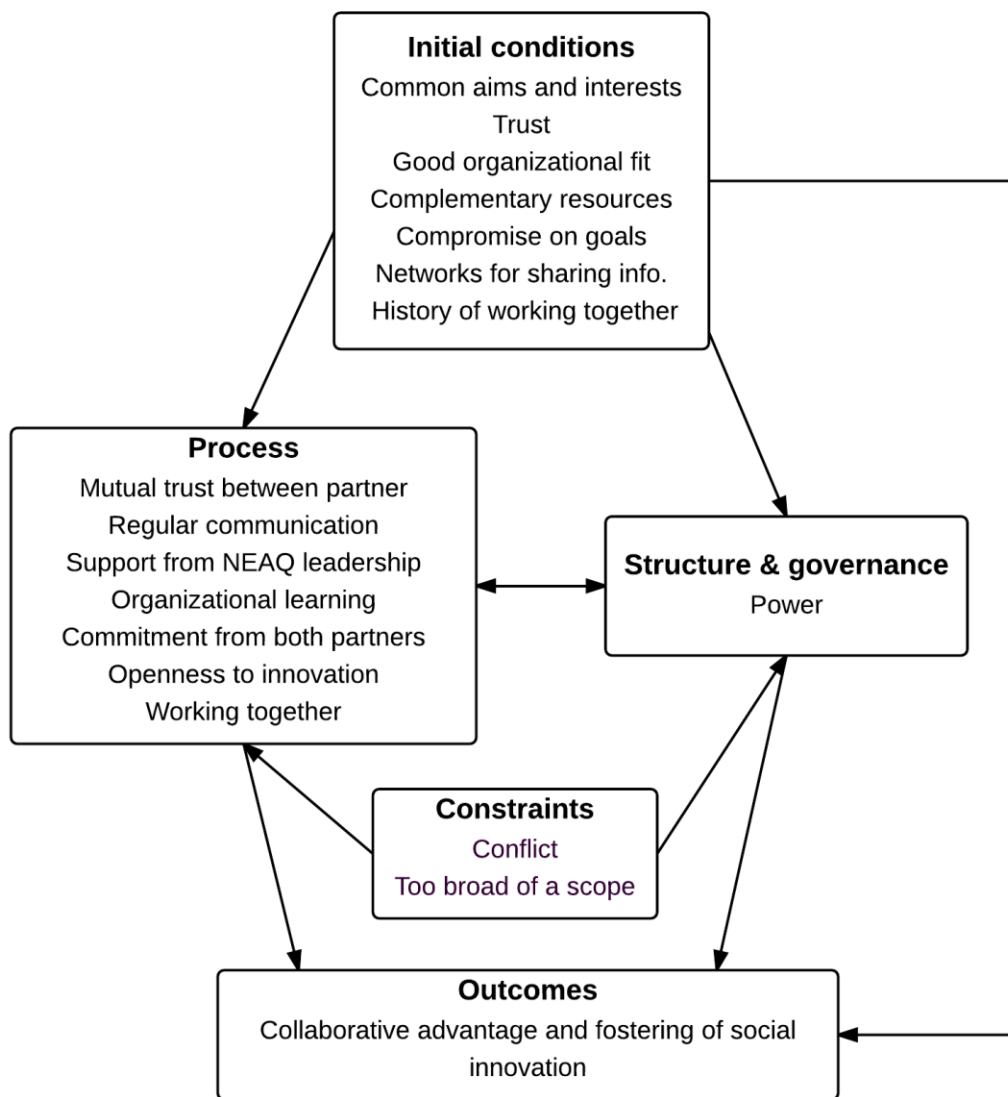 Initial conditions
Common aims and interests
Trust
Good organizational fit
Complementary resources
Compromise on goals
Networks for sharing info.
History of working together
Process
Mutual trust between partner
Regular communication
Support from NEAQ leadership
Organizational learning
Commitment from both partners
Openness to innovation
Working together
Structure & governance
Power
Constraints
Conflict
Too broad of a scope
Outcomes
Collaborative advantage and fostering of social
innovation